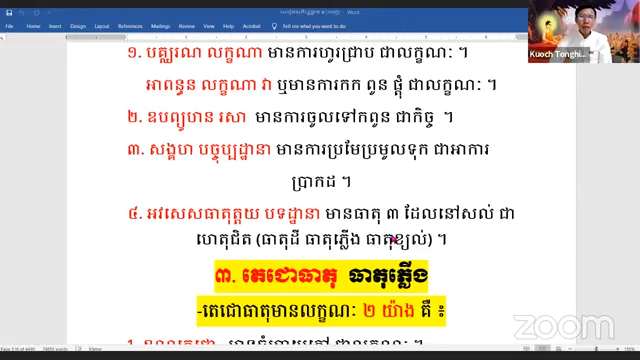 File Home Insert Design Layout References Mailings Review View Tell me what you want to do
Kuoch Tonghi...
១. បគ្ឃរណ លក្ខណា មានការហូរជ្រាប ជាលក្ខណៈ ។
អាពន្ធន លក្ខណា វា ឬមានការកក ពូន ផ្តុំ ជាលក្ខណៈ ។
២. ឧបព្យូហន រសា មានការចូលទៅកពូន ជាកិច្ច ។
៣. សង្គហ បច្ចុប្បដ្ឋានា មានការប្រមែប្រមូលទុក ជាអាការ
ប្រាកដ ។
៤. អវសេសធាតុត្តយ បទដ្ឋានា មានធាតុ ៣ ដែលនៅសល់ ជា
ហេតុជិត (ធាតុដី ធាតុភ្លើង ធាតុខ្យល់) ។
៣. តេជោធាតុ ធាតុភ្លើង
-តេជោធាតុមានលក្ខណៈ ២ យ៉ាង គឺ ៖
zoom